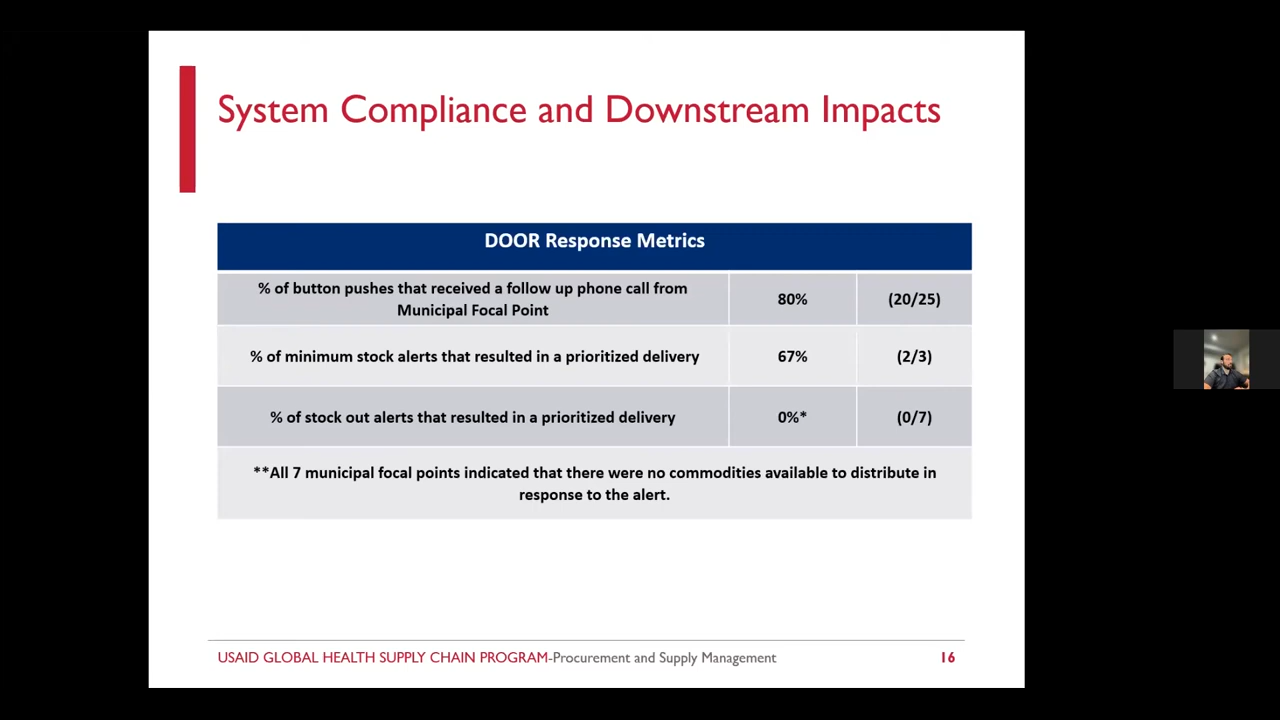 System Compliance and Downstream Impacts
DOOR Response Metrics
% of button pushes that received a follow up phone call from
Municipal Focal Point
80%
(20/25)
% of minimum stock alerts that resulted in a prioritized delivery
67%
(2/3)
% of stock out alerts that resulted in a prioritized delivery
0%*
(0/7)
**All 7 municipal focal points indicated that there were no commodities available to distribute in
response to the alert.
USAID GLOBAL HEALTH SUPPLY CHAIN PROGRAM-Procurement and Supply Management
16